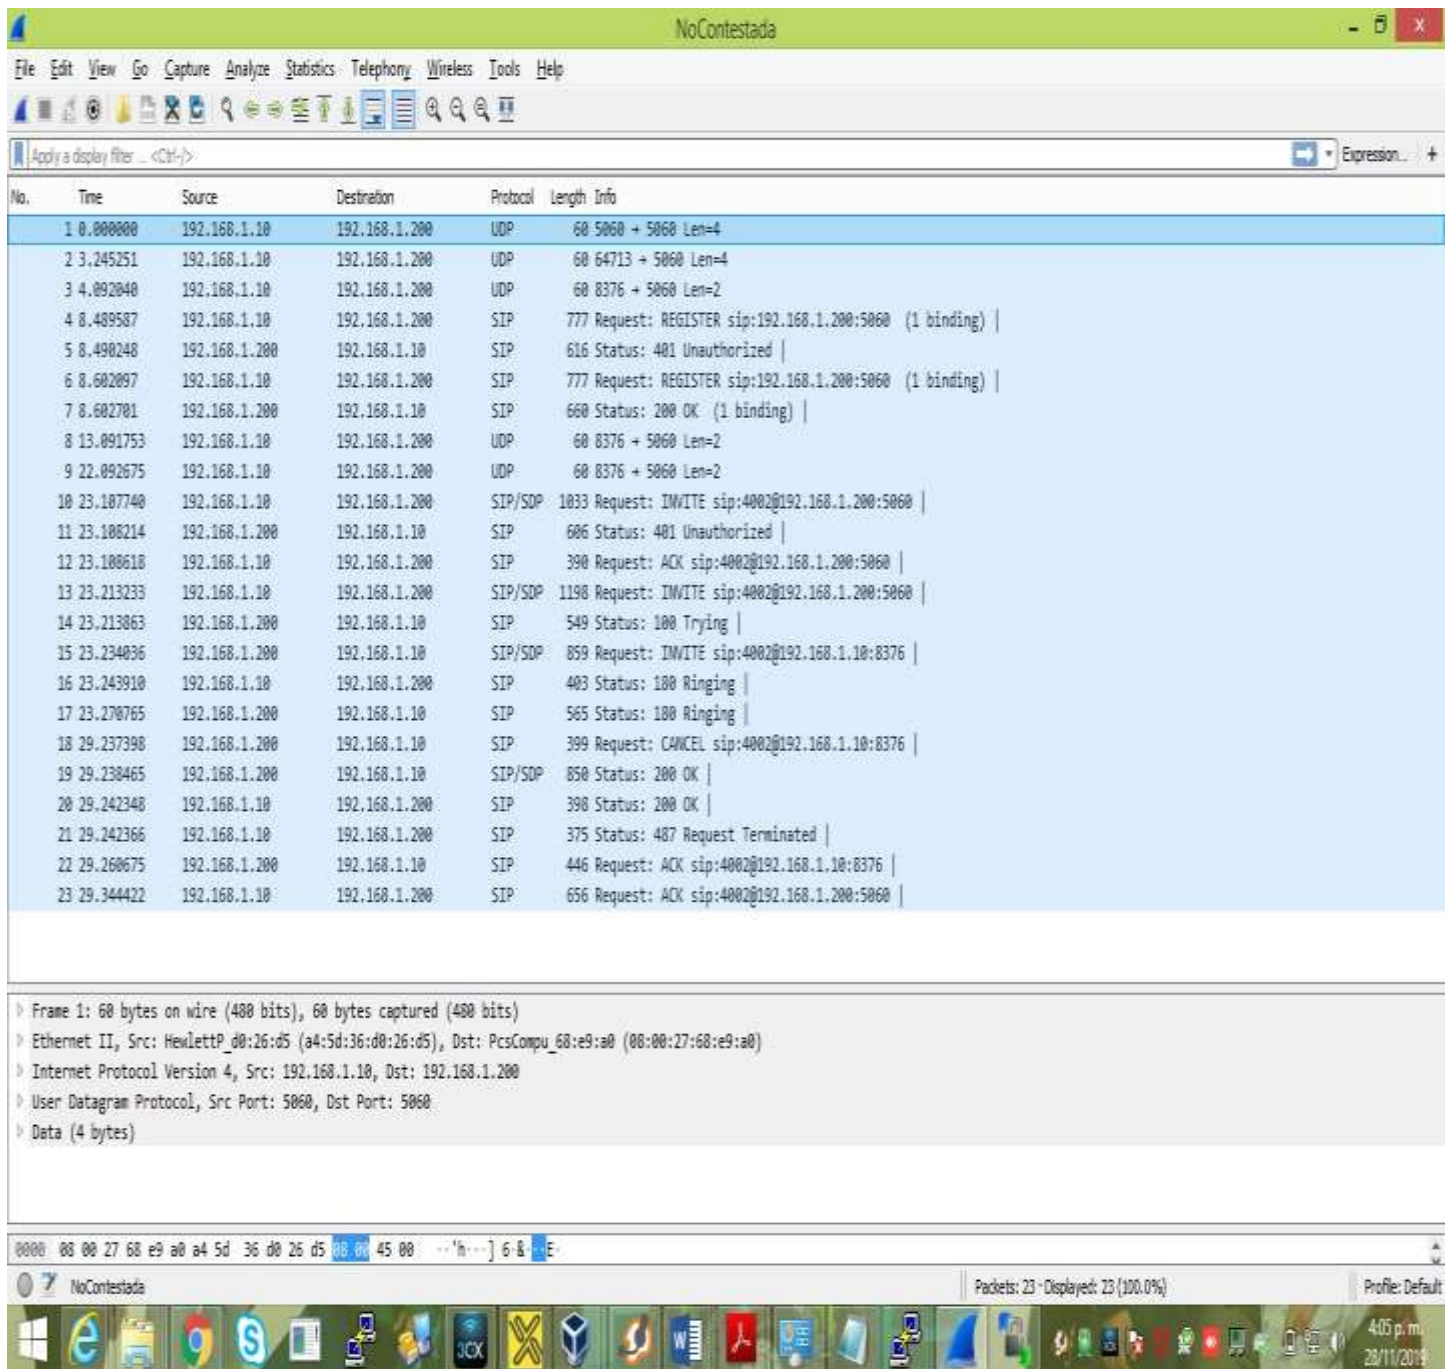 NoContestada
File Edit View Go Capture Analyze Statistics Telephony Wireless Tools Help
Apply a display filter ... <Ctrl-/> Expression... +
No. Time Source Destination Protocol Length Info
1 0.000000 192.168.1.10 192.168.1.200 UDP 60 5060 → 5060 Len=4
2 3.245251 192.168.1.10 192.168.1.200 UDP 60 64713 → 5060 Len=4
3 4.092040 192.168.1.10 192.168.1.200 UDP 60 8376 → 5060 Len=2
4 8.489587 192.168.1.10 192.168.1.200 SIP 777 Request: REGISTER sip:192.168.1.200:5060 (1 binding) |
5 8.490248 192.168.1.200 192.168.1.10 SIP 616 Status: 401 Unauthorized |
6 8.602097 192.168.1.10 192.168.1.200 SIP 777 Request: REGISTER sip:192.168.1.200:5060 (1 binding) |
7 8.602701 192.168.1.200 192.168.1.10 SIP 660 Status: 200 OK (1 binding) |
8 13.091753 192.168.1.10 192.168.1.200 UDP 60 8376 → 5060 Len=2
9 22.092675 192.168.1.10 192.168.1.200 UDP 60 8376 → 5060 Len=2
10 23.107740 192.168.1.10 192.168.1.200 SIP/SDP 1033 Request: INVITE sip:4002@192.168.1.200:5060 |
11 23.108214 192.168.1.200 192.168.1.10 SIP 606 Status: 401 Unauthorized |
12 23.108618 192.168.1.10 192.168.1.200 SIP 390 Request: ACK sip:4002@192.168.1.200:5060 |
13 23.213233 192.168.1.10 192.168.1.200 SIP/SDP 1198 Request: INVITE sip:4002@192.168.1.200:5060 |
14 23.213863 192.168.1.200 192.168.1.10 SIP 549 Status: 100 Trying |
15 23.234036 192.168.1.200 192.168.1.10 SIP/SDP 859 Request: INVITE sip:4002@192.168.1.10:8376 |
16 23.243910 192.168.1.10 192.168.1.200 SIP 403 Status: 180 Ringing |
17 23.270765 192.168.1.200 192.168.1.10 SIP 565 Status: 180 Ringing |
18 29.237398 192.168.1.200 192.168.1.10 SIP 399 Request: CANCEL sip:4002@192.168.1.10:8376 |
19 29.238465 192.168.1.200 192.168.1.10 SIP/SDP 850 Status: 200 OK |
20 29.242348 192.168.1.10 192.168.1.200 SIP 398 Status: 200 OK |
21 29.242366 192.168.1.10 192.168.1.200 SIP 375 Status: 487 Request Terminated |
22 29.260675 192.168.1.200 192.168.1.10 SIP 446 Request: ACK sip:4002@192.168.1.10:8376 |
23 29.344422 192.168.1.10 192.168.1.200 SIP 656 Request: ACK sip:4002@192.168.1.200:5060 |
Frame 1: 60 bytes on wire (480 bits), 60 bytes captured (480 bits)
Ethernet II, Src: HewlettP_d0:26:d5 (a4:5d:36:d0:26:d5), Dst: PcsCompu_68:e9:a0 (08:00:27:68:e9:a0)
Internet Protocol Version 4, Src: 192.168.1.10, Dst: 192.168.1.200
User Datagram Protocol, Src Port: 5060, Dst Port: 5060
Data (4 bytes)
0000 08 00 27 68 e9 a0 a4 5d 36 d0 26 d5 08 00 45 00 ··'h···] 6·&···E·
NoContestada Packets: 23 · Displayed: 23 (100.0%) Profile: Default
3CX
4:05 p. m.
28/11/2019